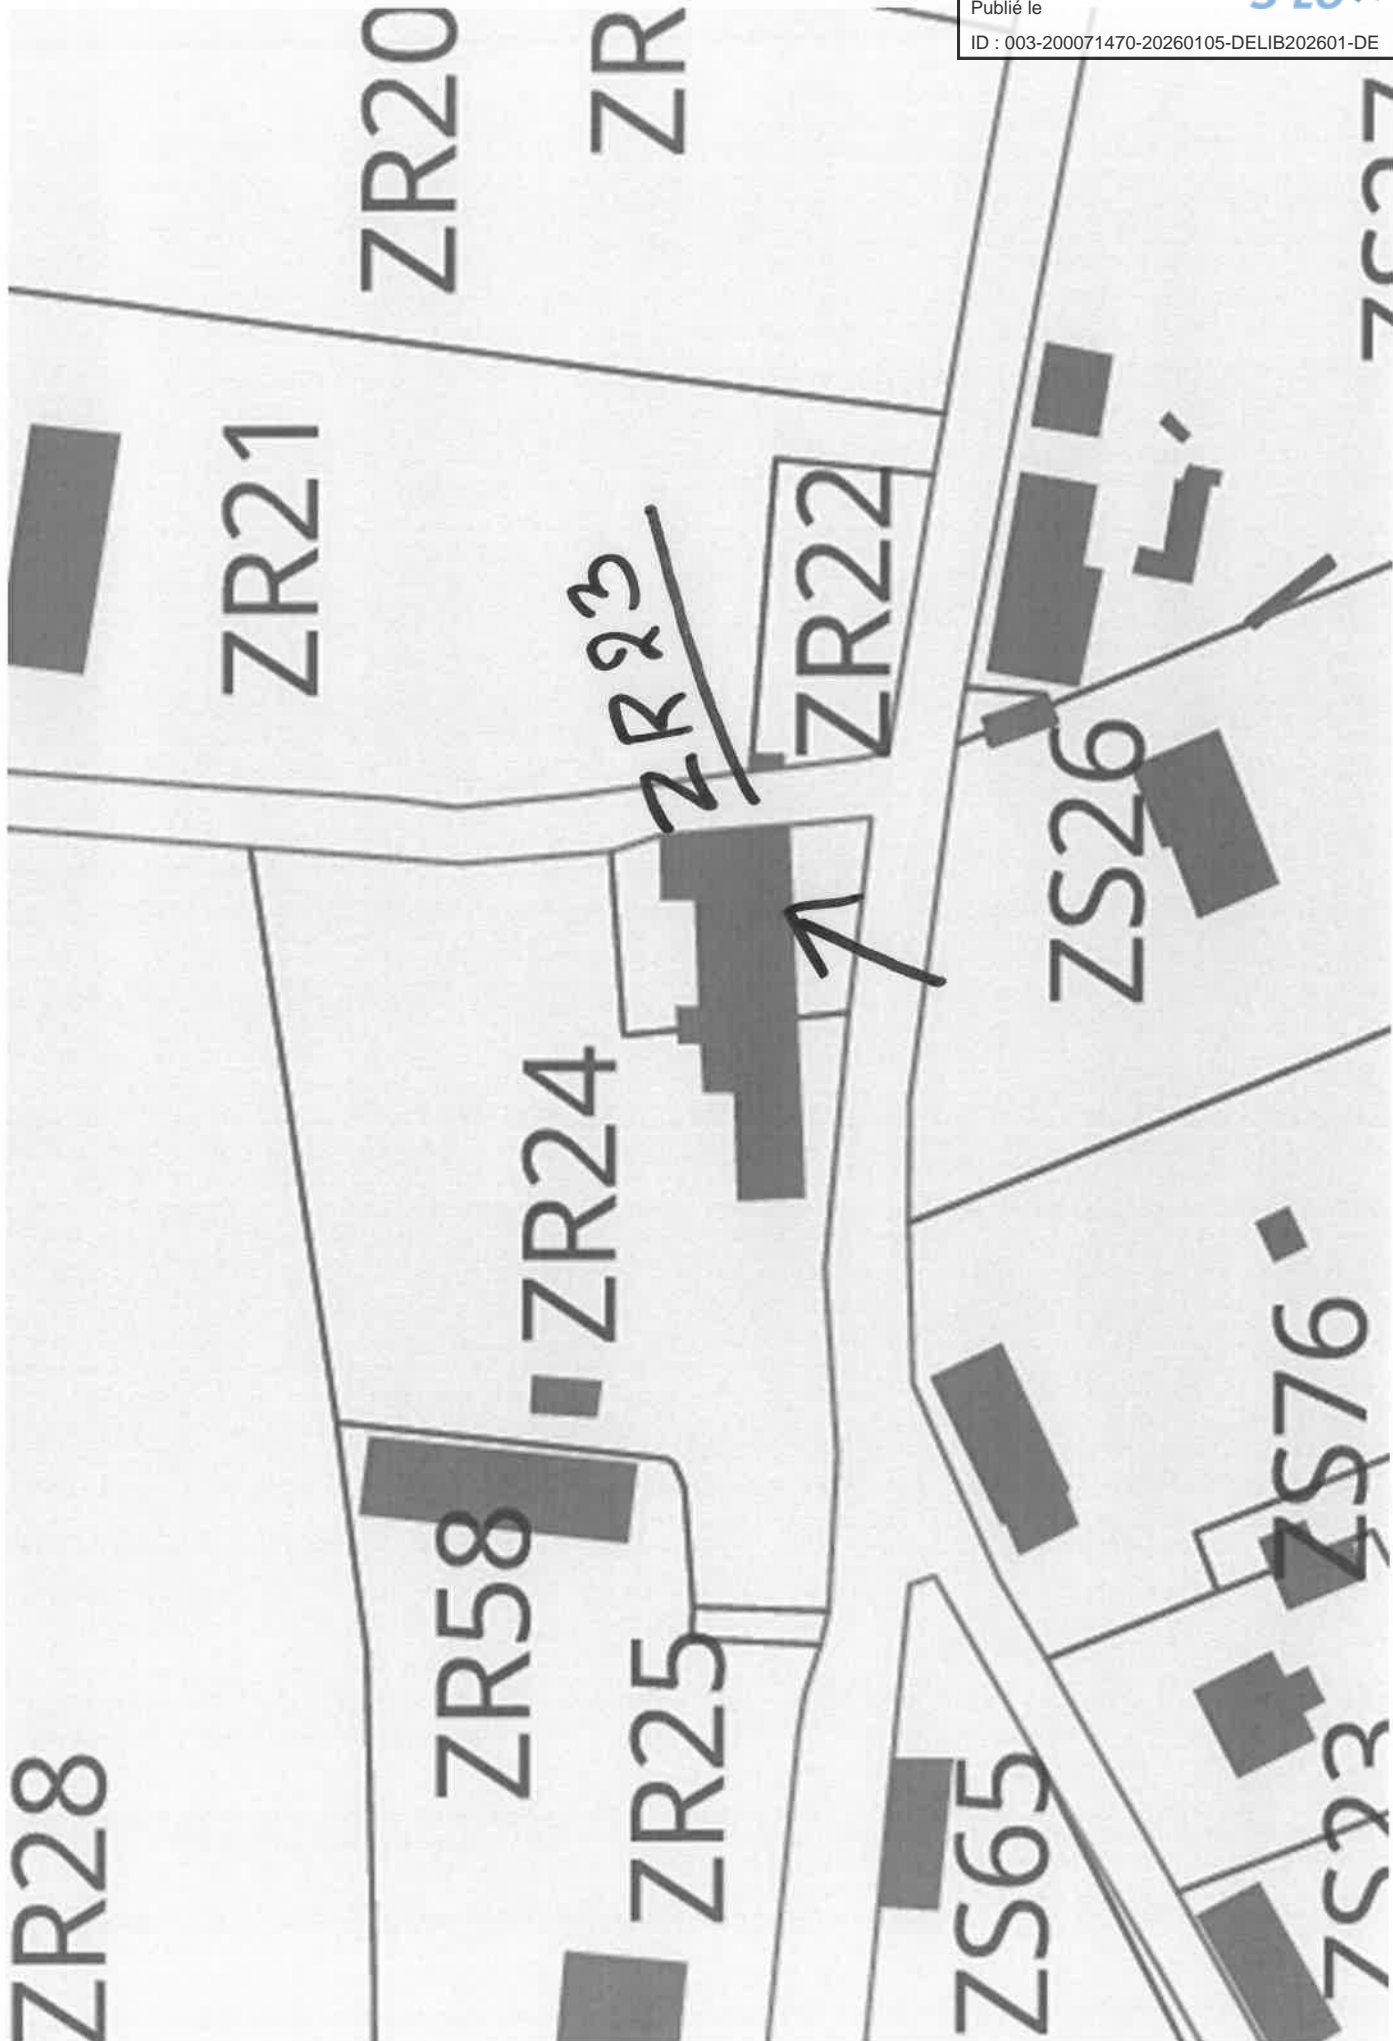 Publié le
ID : 003-200071470-20260105-DELIB202601-DE
ZR20
ZR
ZR21
ZR23
ZR22
ZS26
ZR24
ZS76
ZR58
ZR25
ZR28
ZS65